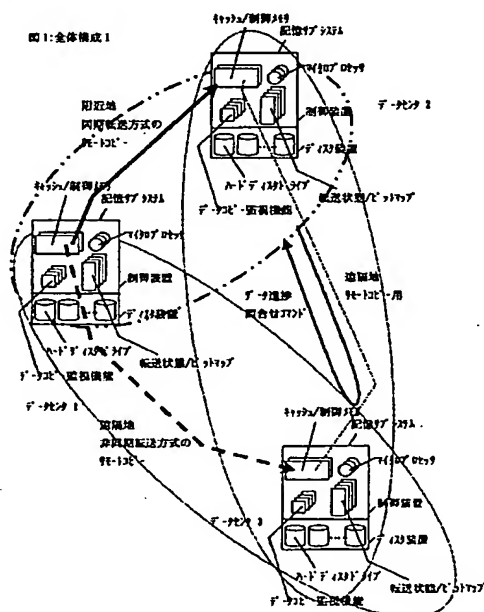 図1:全体構成1
キャッシュ/制御メモリ
記憶サブシステム
マイクロプロセッサ
データセンタ2
制御装置
ディスク装置
ハードディスクドライブ
転送状態/ビットマップ
データコピー監視機能
近地
同期転送方式の
リモートコピー
キャッシュ/制御メモリ
記憶サブシステム
マイクロプロセッサ
制御装置
ディスク装置
ハードディスクドライブ
転送状態/ビットマップ
データコピー監視機能
データセンタ1
データ進捗
問合せコマンド
遠隔地
リモートコピー用
遠隔地
非同期転送方式の
リモートコピー
キャッシュ/制御メモリ
記憶サブシステム
マイクロプロセッサ
制御装置
データセンタ3
ディスク装置
ハードディスクドライブ
転送状態/ビットマップ
データコピー監視機能